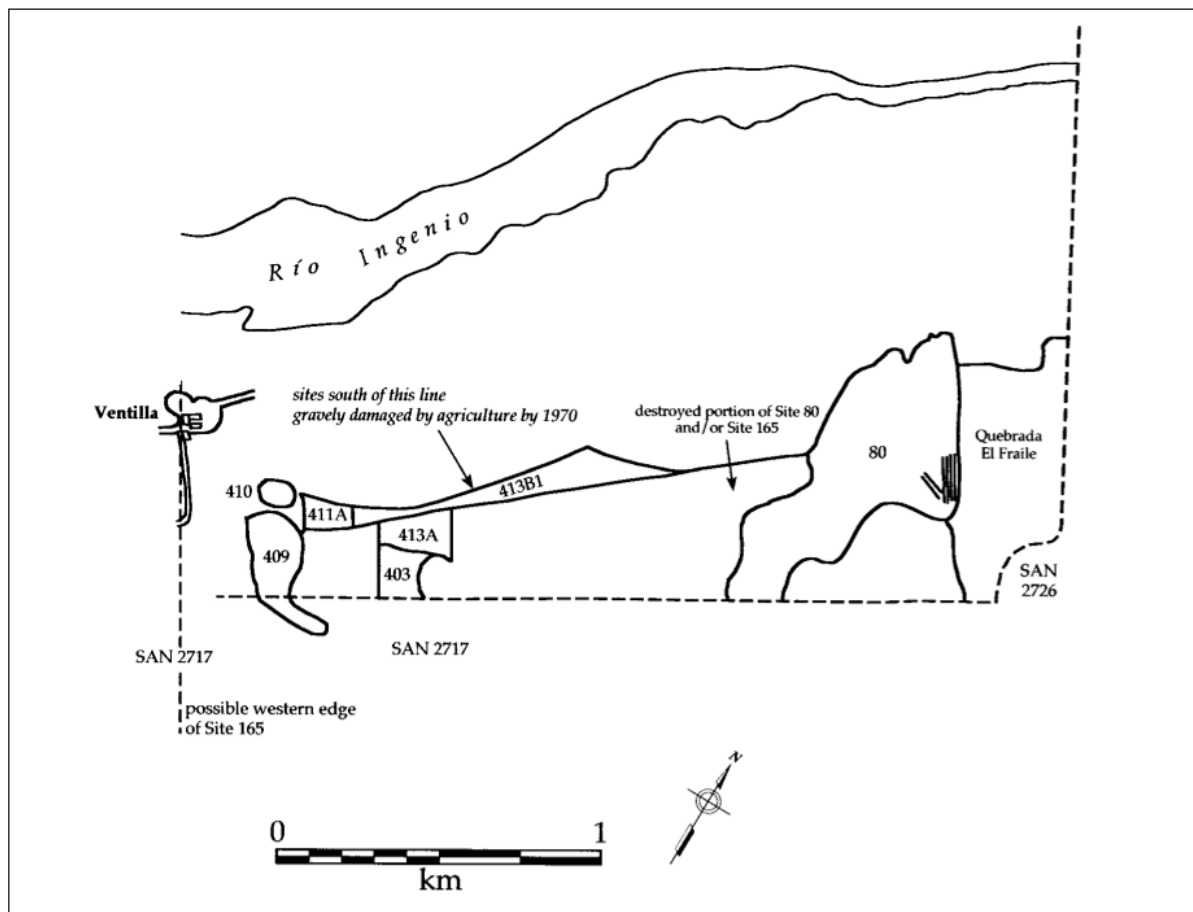 Río Ingenio
sites south of this line
gravely damaged by agriculture by 1970
Ventilla
destroyed portion of Site 80
and/or Site 165
80
Quebrada
El Fraile
410
411A
413B1
413A
409
403
SAN
2726
SAN 2717
SAN 2717
possible western edge
of Site 165
N
0
1
km